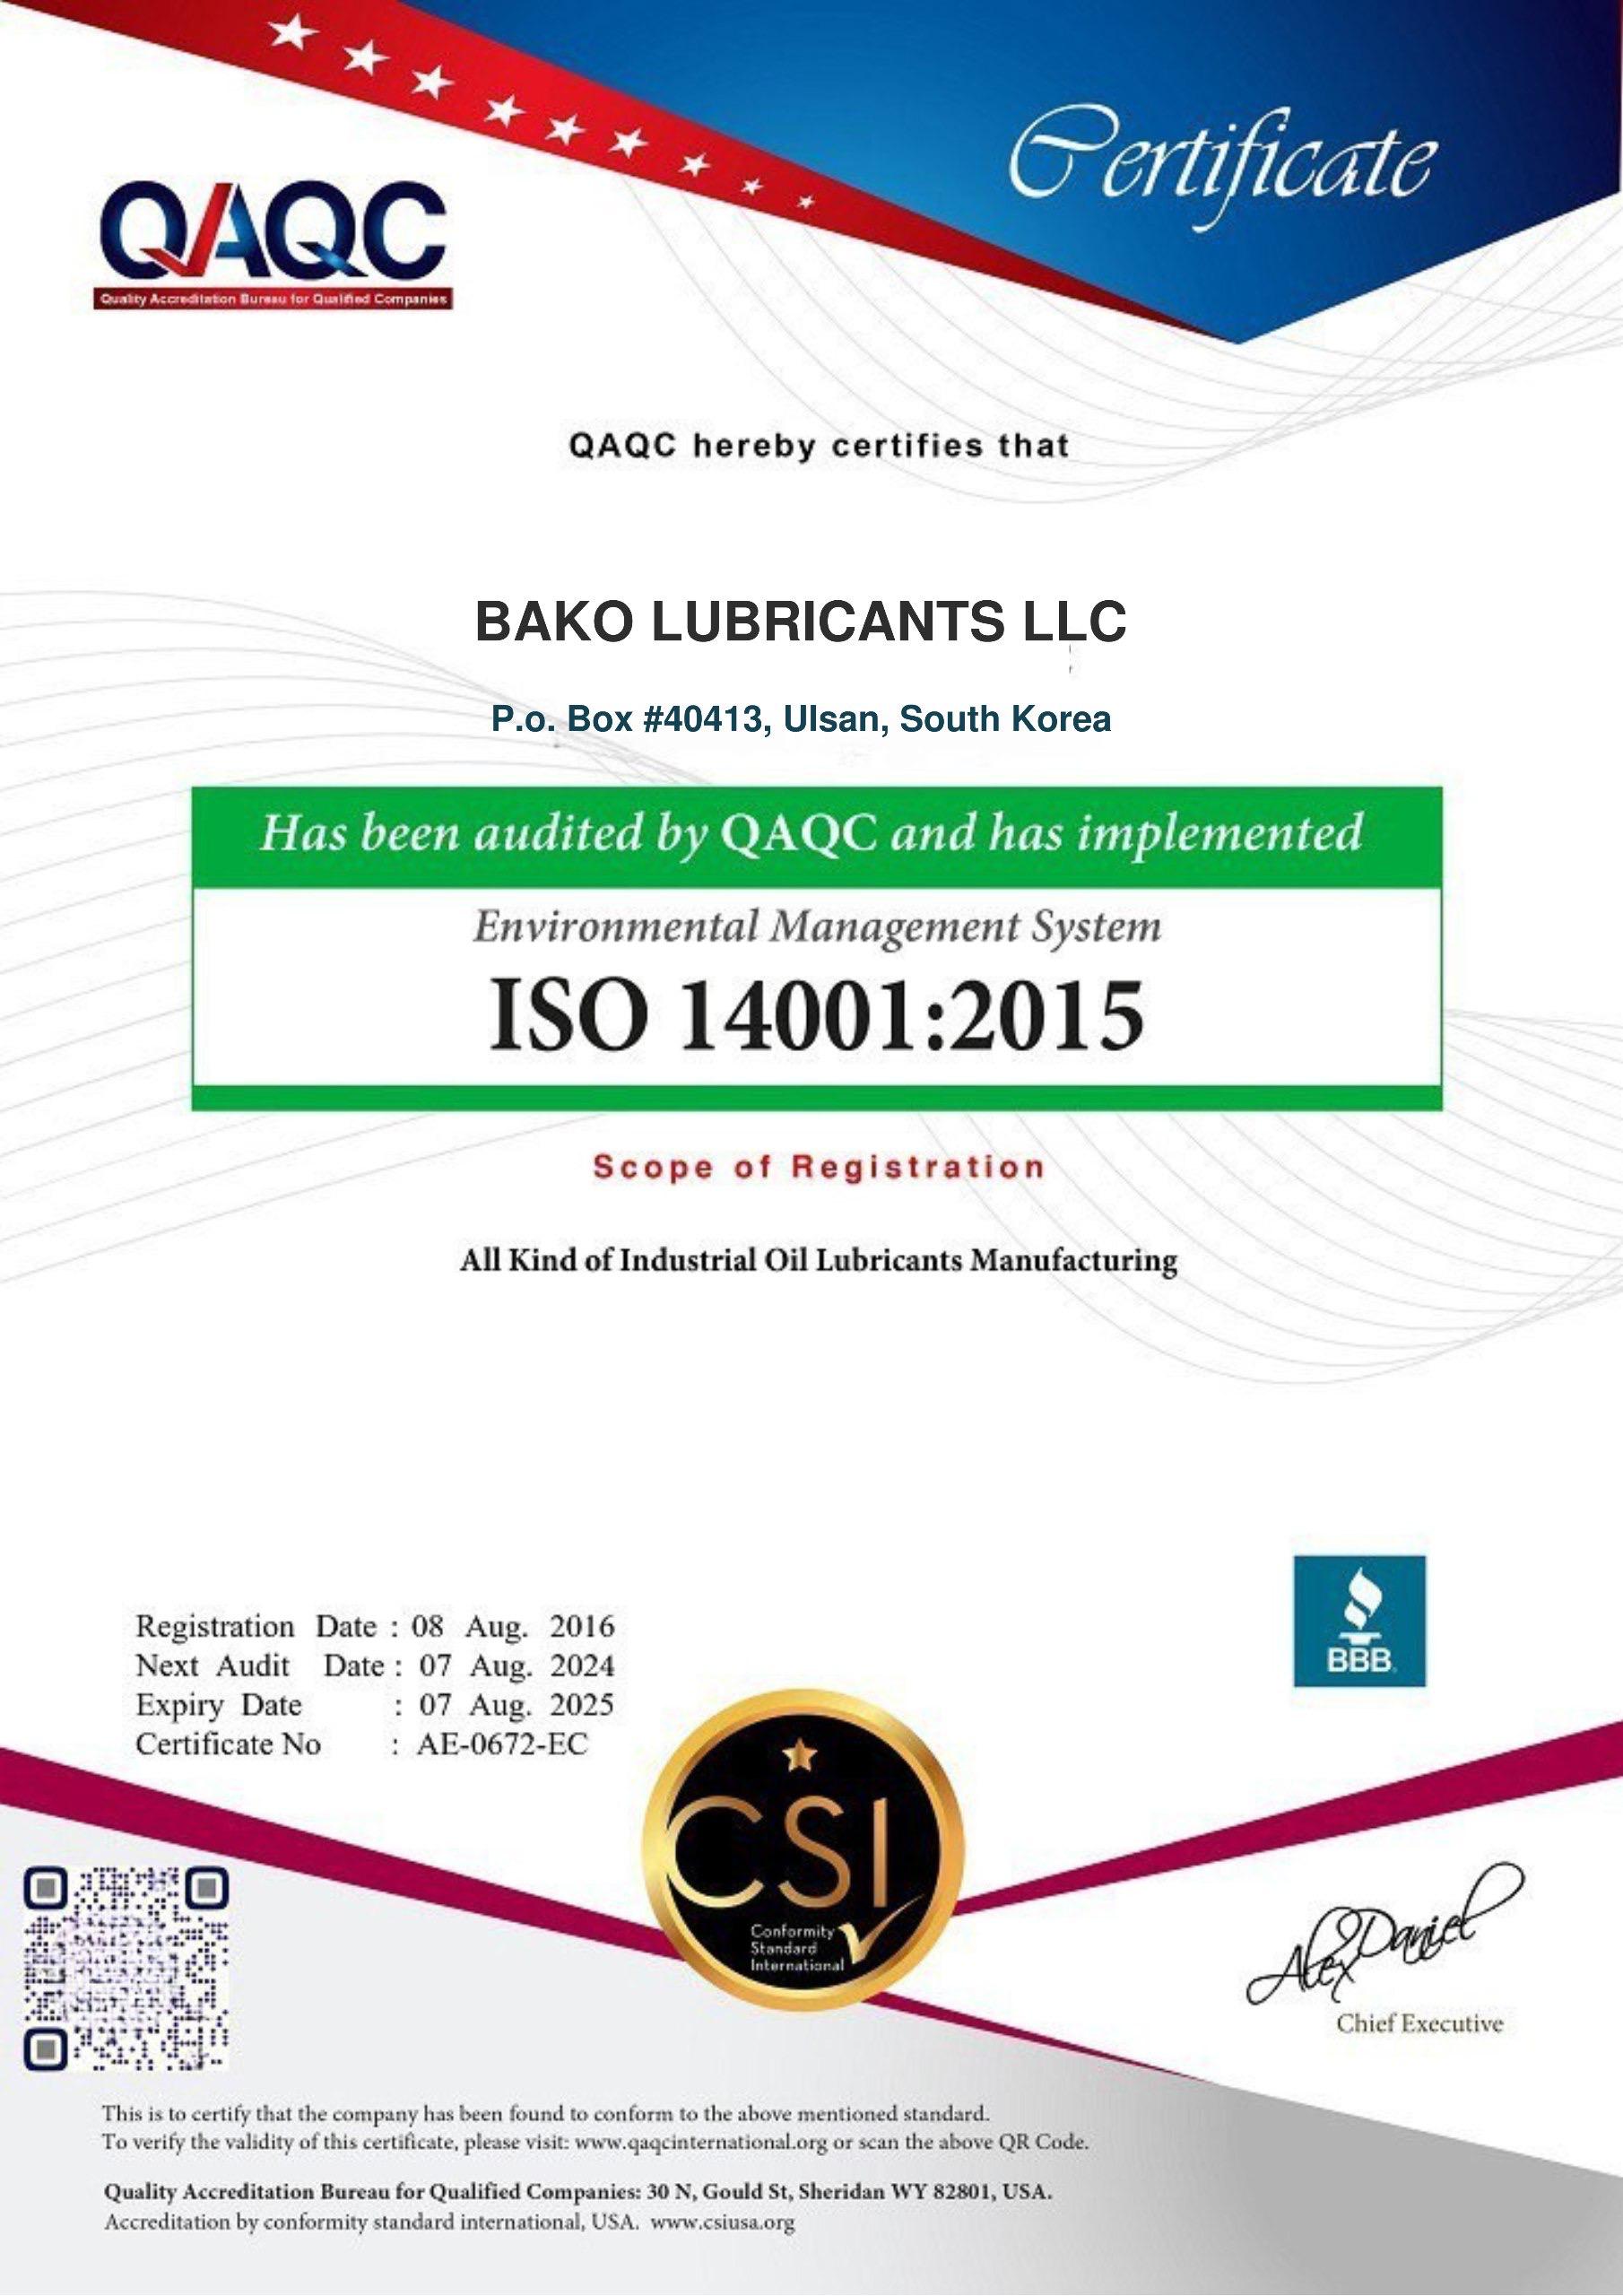 Certificate
QAQC
Quality Accreditation Bureau for Qualified Companies
QAQC hereby certifies that
BAKO LUBRICANTS LLC
P.o. Box #40413, Ulsan, South Korea
Has been audited by QAQC and has implemented
Environmental Management System
ISO 14001:2015
Scope of Registration
All Kind of Industrial Oil Lubricants Manufacturing
BBB
Registration Date : 08 Aug. 2016
Next Audit Date : 07 Aug. 2024
Expiry Date : 07 Aug. 2025
Certificate No : AE-0672-EC
CSI
Conformity
Standard
International
Alex Daniel
Chief Executive
This is to certify that the company has been found to conform to the above mentioned standard.
To verify the validity of this certificate, please visit: www.qaqcinternational.org or scan the above QR Code.
Quality Accreditation Bureau for Qualified Companies: 30 N, Gould St, Sheridan WY 82801, USA.
Accreditation by conformity standard international, USA. www.csiusa.org